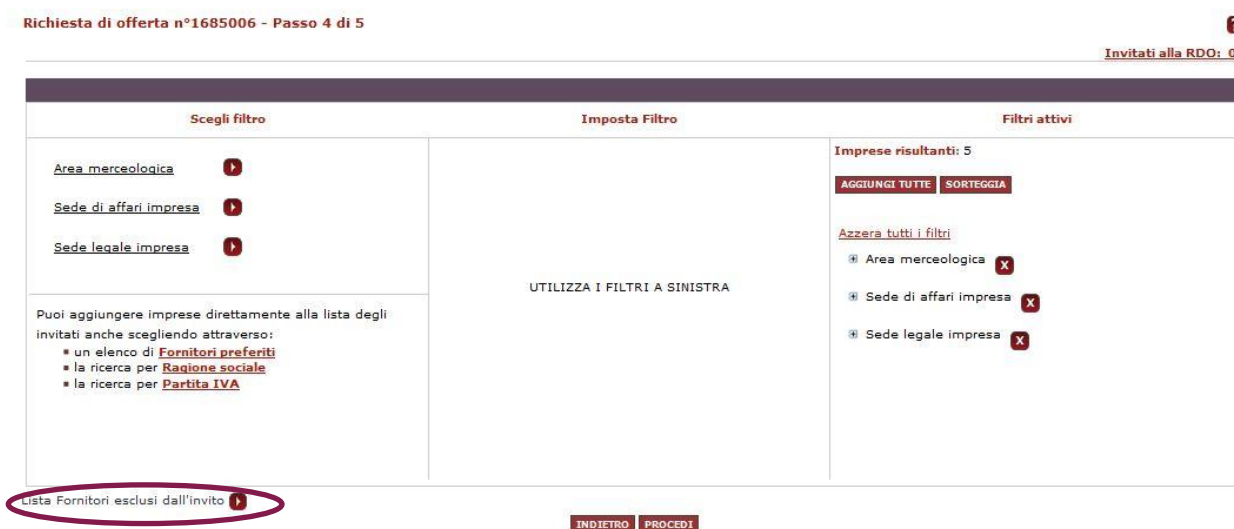 Richiesta di offerta n°1685006 - Passo 4 di 5
Invitati alla RDO: 0
Scegli filtro
Imposta Filtro
Filtri attivi
Area merceologica
Sede di affari impresa
Sede legale impresa
Puoi aggiungere imprese direttamente alla lista degli
invitati anche scegliendo attraverso:
un elenco di Fornitori preferiti
la ricerca per Ragione sociale
la ricerca per Partita IVA
UTILIZZA I FILTRI A SINISTRA
Imprese risultanti: 5
AGGIUNGI TUTTE SORTEGGIA
Azzera tutti i filtri
Area merceologica X
Sede di affari impresa X
Sede legale impresa X
Lista Fornitori esclusi dall'invito
INDIETRO PROCEDI